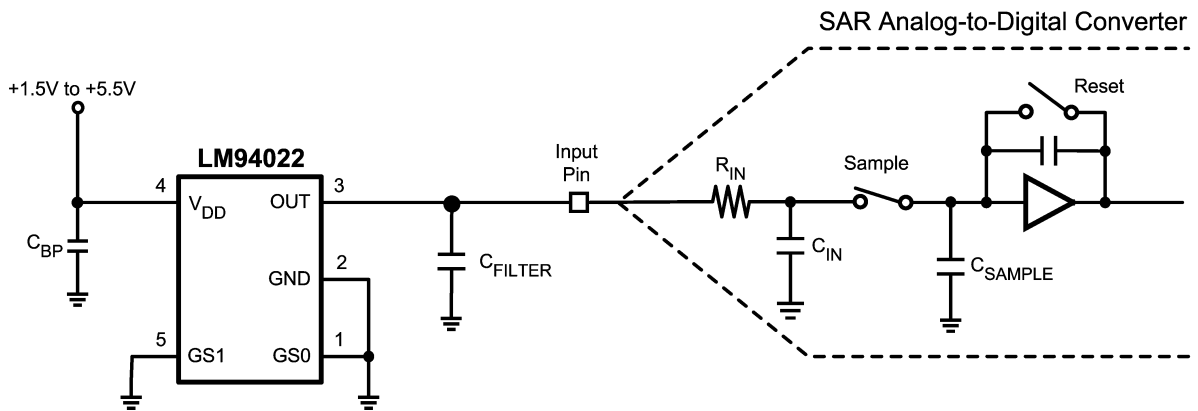 SAR Analog-to-Digital Converter
+1.5V to +5.5V
Reset
LM94022
Input
Pin
Sample
RIN
4
VDD
OUT
3
CBP
CFILTER
CIN
CSAMPLE
GND
2
5
GS1
GS0
1